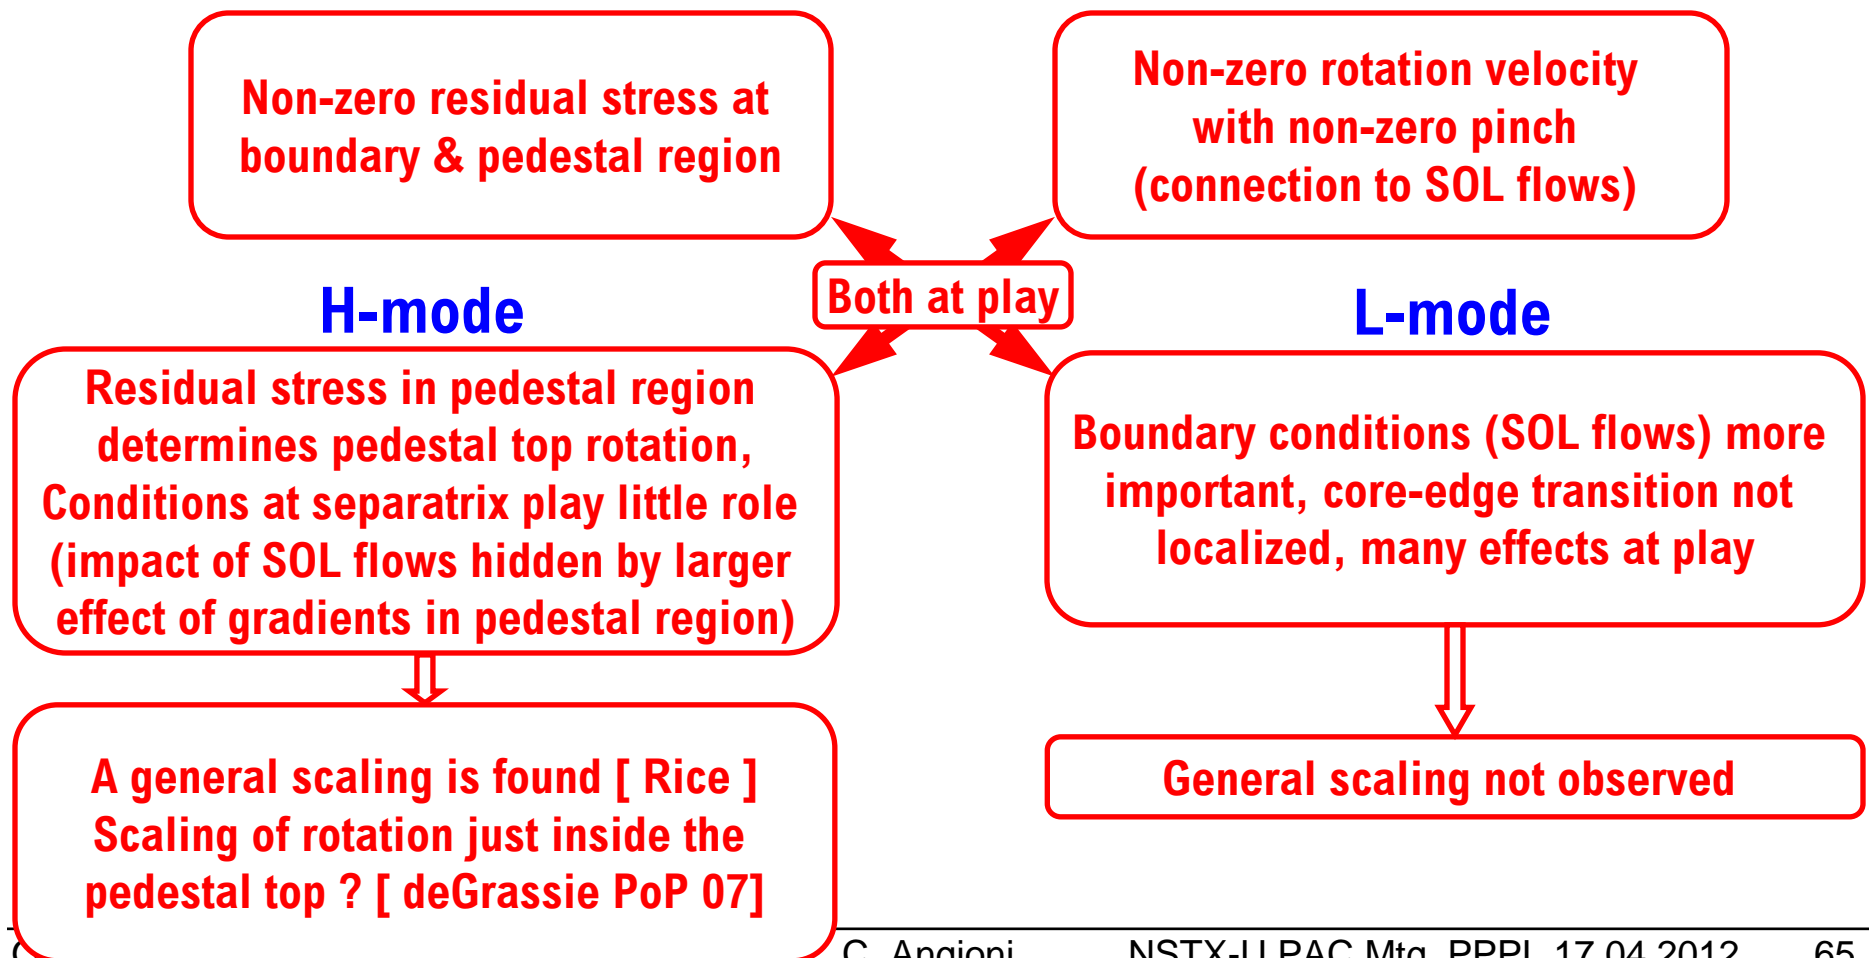 Non-zero residual stress at
boundary & pedestal region
Non-zero rotation velocity
with non-zero pinch
(connection to SOL flows)
Both at play
H-mode
L-mode
Residual stress in pedestal region
determines pedestal top rotation,
Conditions at separatrix play little role
(impact of SOL flows hidden by larger
effect of gradients in pedestal region)
Boundary conditions (SOL flows) more
important, core-edge transition not
localized, many effects at play
A general scaling is found [ Rice ]
Scaling of rotation just inside the
pedestal top ? [ deGrassie PoP 07]
General scaling not observed
C. Angioni NSTX-U PAC Mtg, PPPL 17.04.2012 65